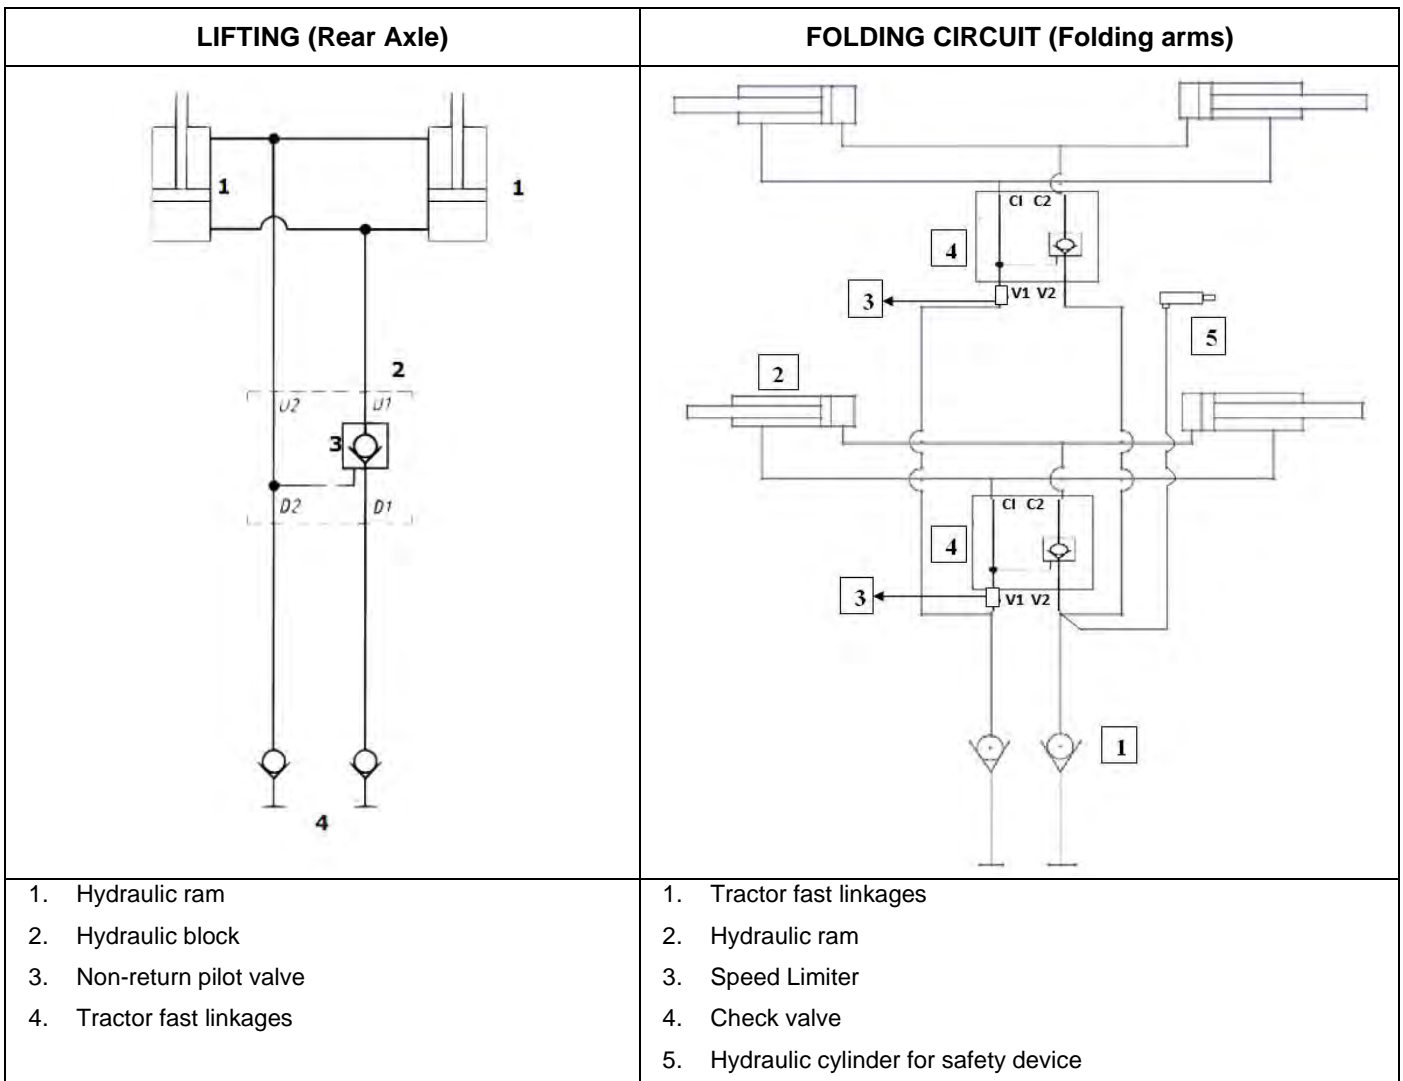 LIFTING (Rear Axle)
1
1
2
U2 U1
3
D2 D1
4
1. Hydraulic ram
2. Hydraulic block
3. Non-return pilot valve
4. Tractor fast linkages
FOLDING CIRCUIT (Folding arms)
CI C2
4
V1 V2
3
5
2
CI C2
4
V1 V2
3
1
1. Tractor fast linkages
2. Hydraulic ram
3. Speed Limiter
4. Check valve
5. Hydraulic cylinder for safety device